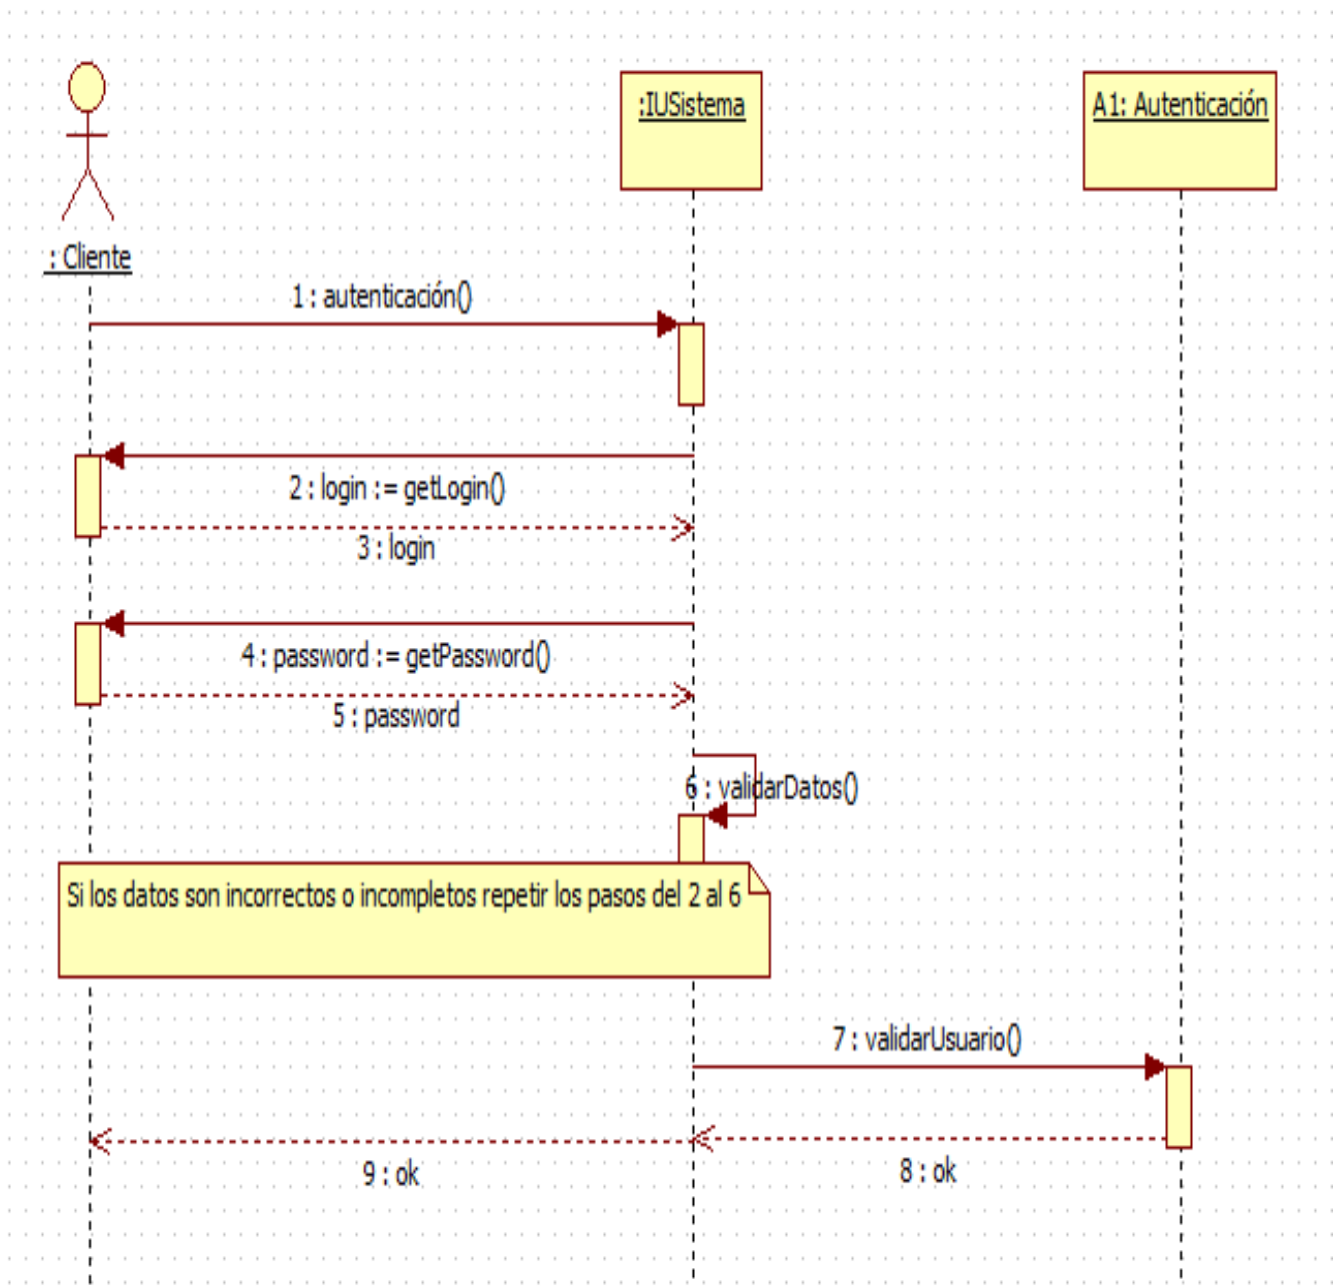 :IUSistema
A1: Autenticación
: Cliente
1 : autenticación()
2 : login := getLogin()
3 : login
4 : password := getPassword()
5 : password
6 : validarDatos()
Si los datos son incorrectos o incompletos repetir los pasos del 2 al 6
7 : validarUsuario()
8 : ok
9 : ok